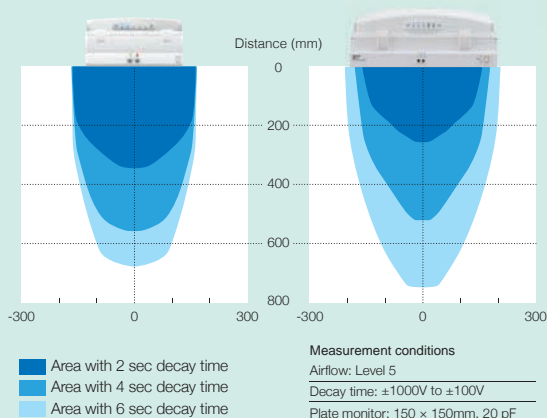 Distance (mm)
0
200
400
600
800
-300 0 300
-300 0 300
Area with 2 sec decay time
Area with 4 sec decay time
Area with 6 sec decay time
Measurement conditions
Airflow: Level 5
Decay time: ±1000V to ±100V
Plate monitor: 150 × 150mm, 20 pF